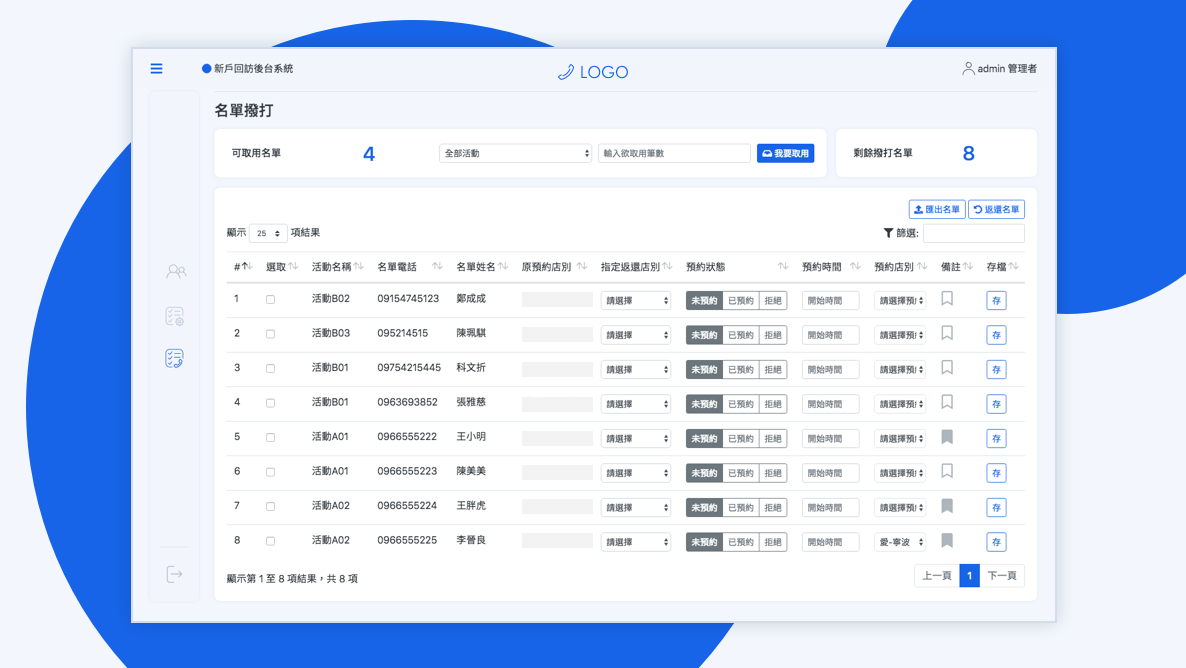 新戶回訪後台系統
LOGO
admin 管理者
名單撥打
可取用名單 4 全部活動 輸入欲取用筆數 我要取用 剩餘撥打名單 8
匯出名單 返還名單
顯示 25 項結果 篩選:
# 選取 活動名稱 名單電話 名單姓名 原預約店別 指定返還店別 預約狀態 預約時間 預約店別 備註 存檔
1 活動B02 09154745123 鄭成成 請選擇 未預約 已預約 拒絕 開始時間 請選擇預 存
2 活動B03 095214515 陳珮騏 請選擇 未預約 已預約 拒絕 開始時間 請選擇預 存
3 活動B01 09754215445 科文折 請選擇 未預約 已預約 拒絕 開始時間 請選擇預 存
4 活動B01 0963693852 張雅慈 請選擇 未預約 已預約 拒絕 開始時間 請選擇預 存
5 活動A01 0966555222 王小明 請選擇 未預約 已預約 拒絕 開始時間 請選擇預 存
6 活動A01 0966555223 陳美美 請選擇 未預約 已預約 拒絕 開始時間 請選擇預 存
7 活動A02 0966555224 王胖虎 請選擇 未預約 已預約 拒絕 開始時間 請選擇預 存
8 活動A02 0966555225 李晉良 請選擇 未預約 已預約 拒絕 開始時間 愛-寧波 存
顯示第 1 至 8 項結果，共 8 項
上一頁 1 下一頁